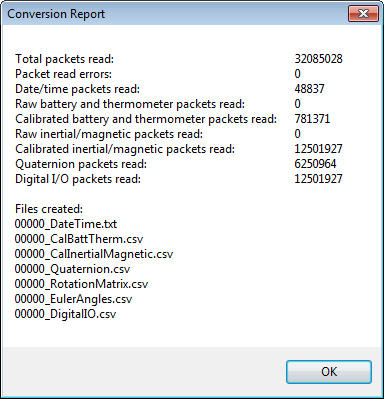 Conversion Report
Total packets read: 32085028
Packet read errors: 0
Date/time packets read: 48837
Raw battery and thermometer packets read: 0
Calibrated battery and thermometer packets read: 781371
Raw inertial/magnetic packets read: 0
Calibrated inertial/magnetic packets read: 12501927
Quaternion packets read: 6250964
Digital I/O packets read: 12501927
Files created:
00000_DateTime.txt
00000_CalBattTherm.csv
00000_CalInertialMagnetic.csv
00000_Quaternion.csv
00000_RotationMatrix.csv
00000_EulerAngles.csv
00000_DigitalIO.csv
OK